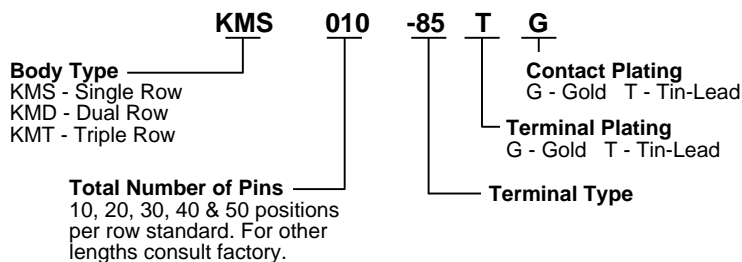 KMS 010 -85 T G
Body Type
KMS - Single Row
KMD - Dual Row
KMT - Triple Row
Contact Plating
G - Gold T - Tin-Lead
Terminal Plating
G - Gold T - Tin-Lead
Total Number of Pins
10, 20, 30, 40 & 50 positions
per row standard. For other
lengths consult factory.
Terminal Type